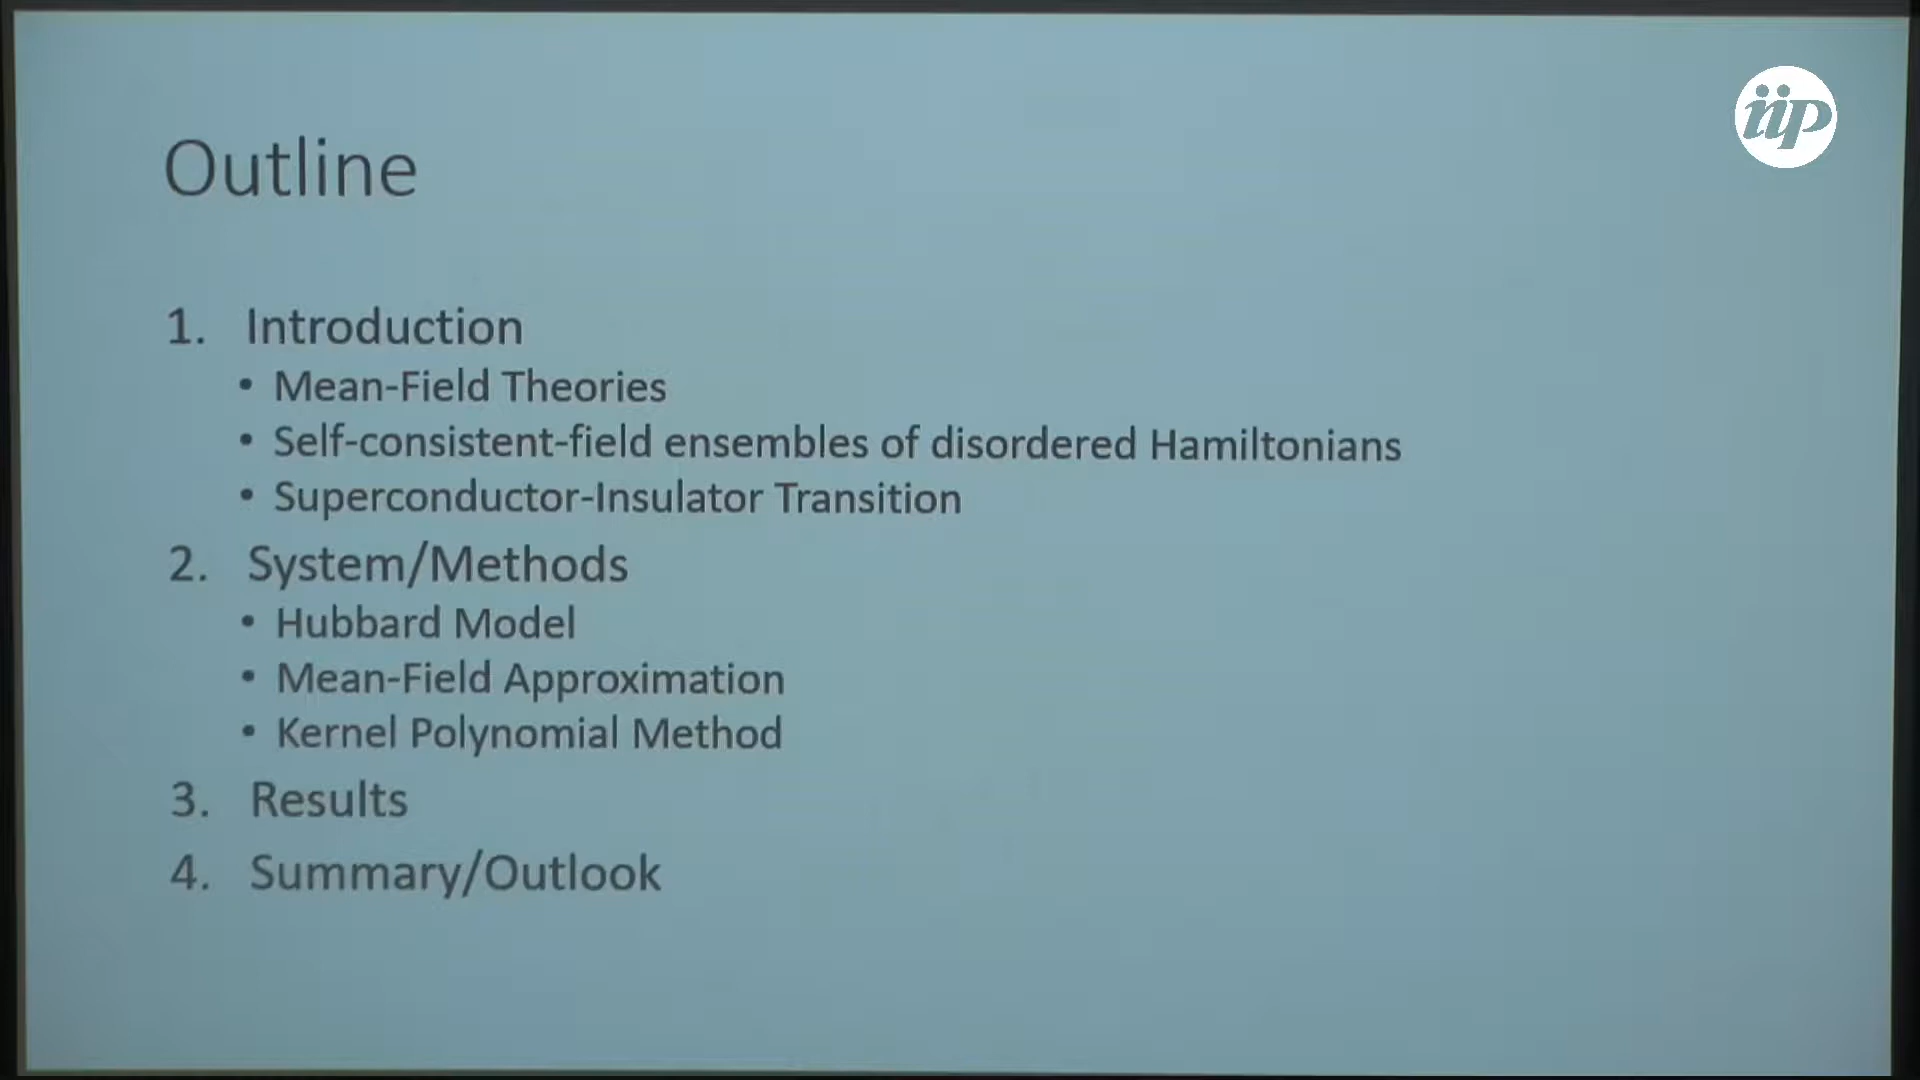 iip
Outline
1. Introduction
• Mean-Field Theories
• Self-consistent-field ensembles of disordered Hamiltonians
• Superconductor-Insulator Transition
2. System/Methods
• Hubbard Model
• Mean-Field Approximation
• Kernel Polynomial Method
3. Results
4. Summary/Outlook